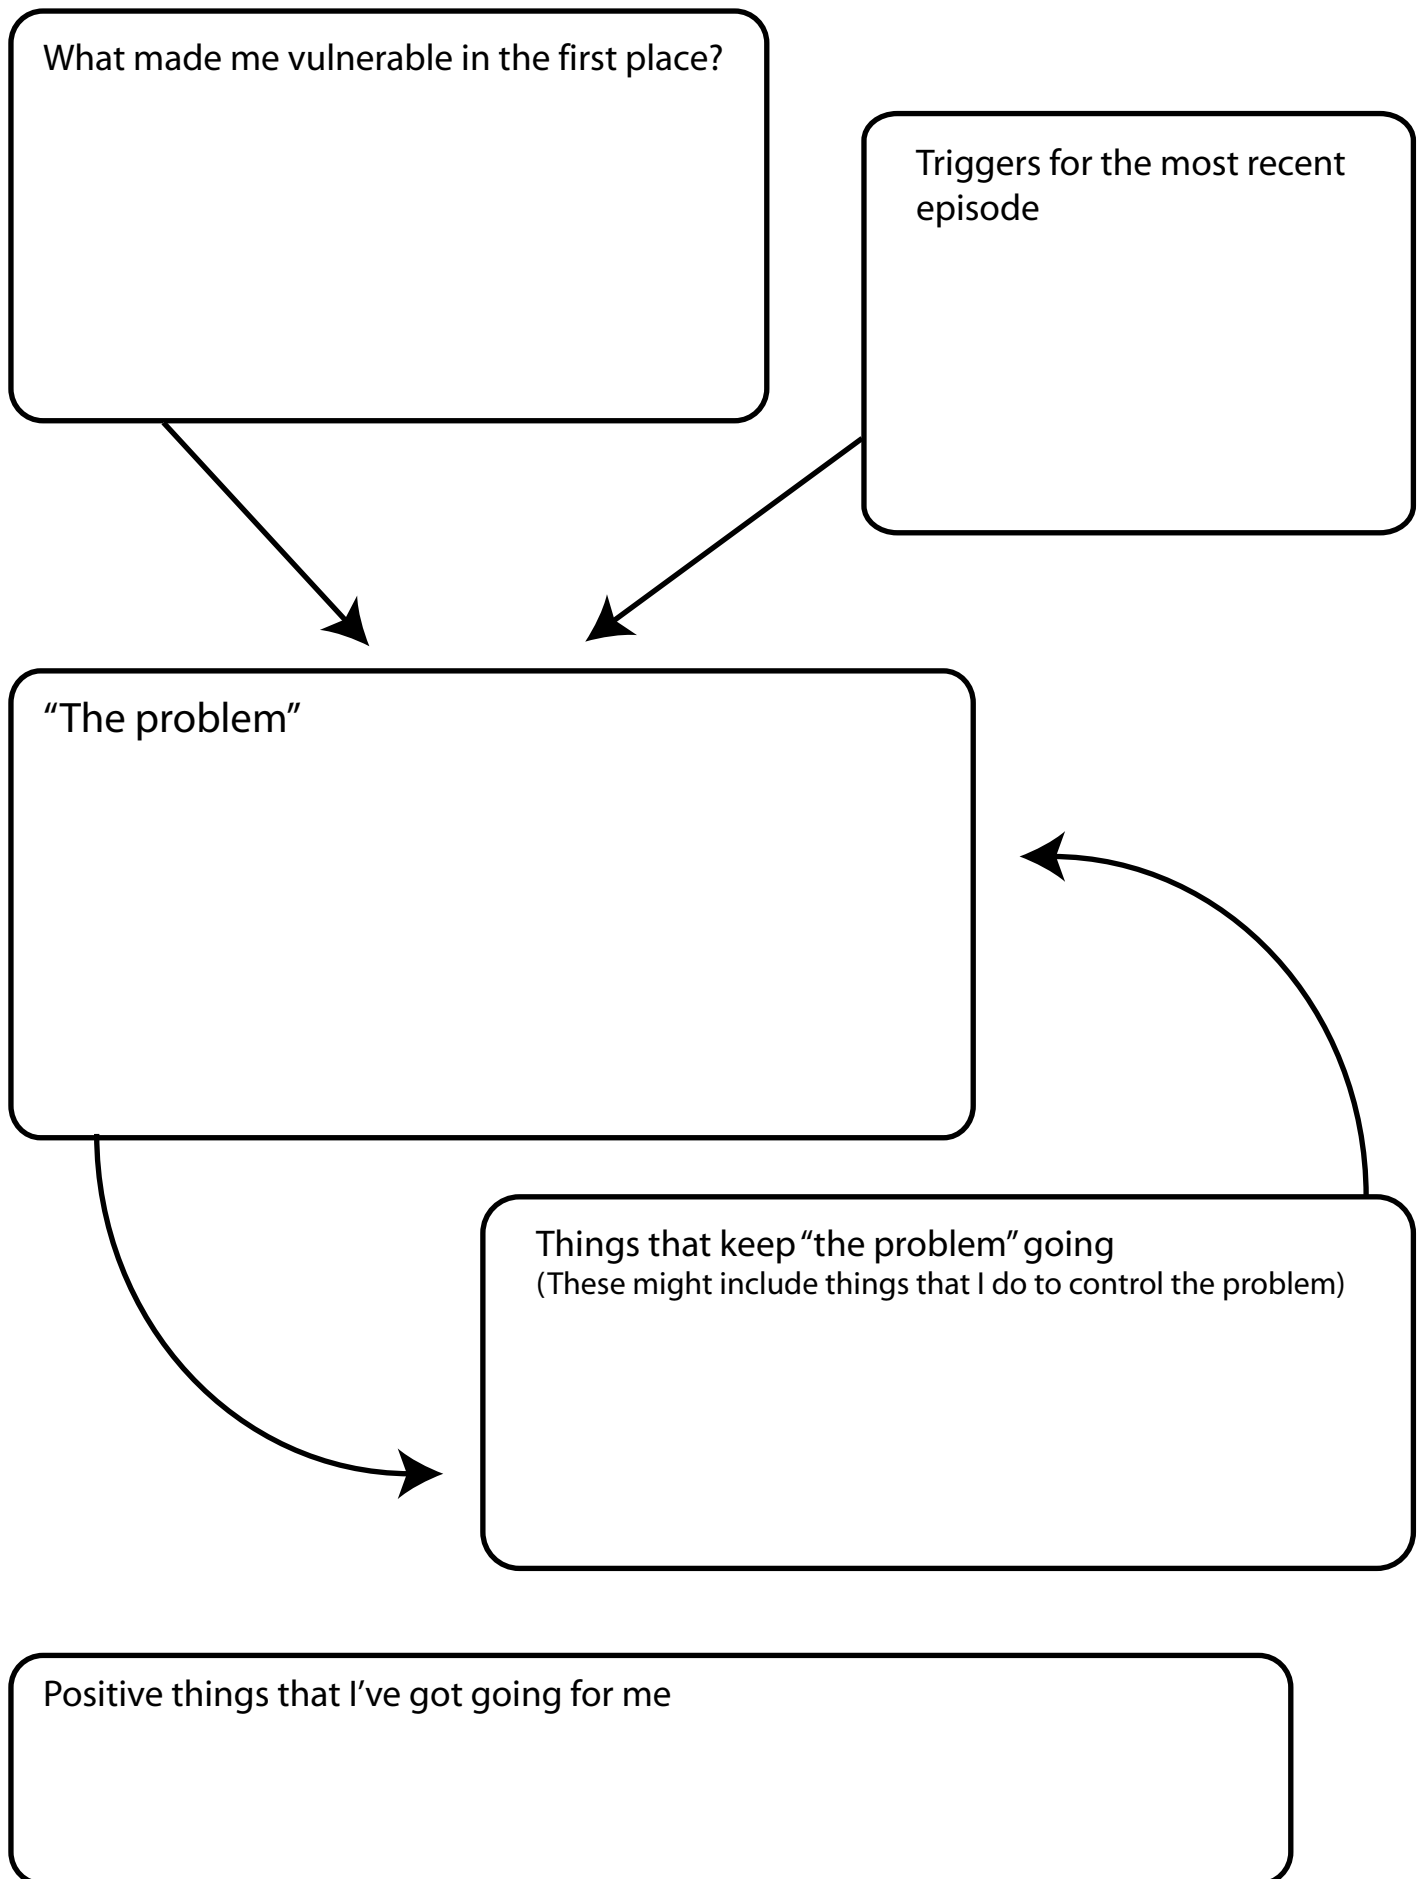 What made me vulnerable in the first place?
Triggers for the most recent
episode
“The problem”
Things that keep “the problem” going
(These might include things that I do to control the problem)
Positive things that I’ve got going for me